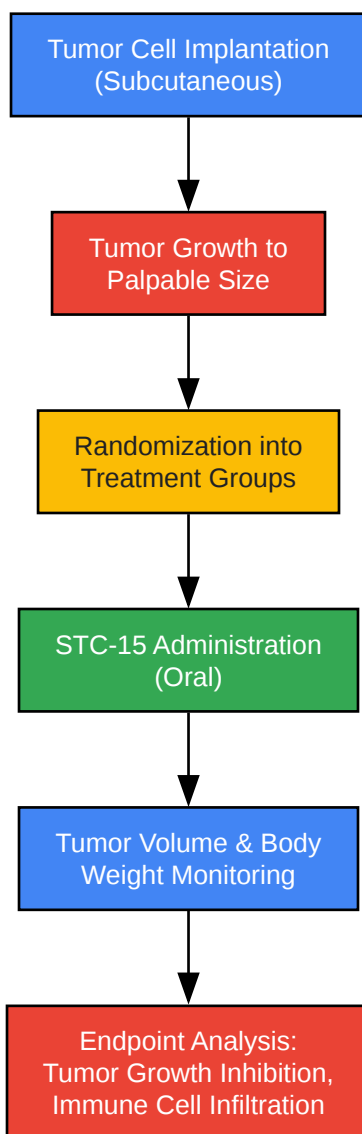 Tumor Cell Implantation
(Subcutaneous)
Tumor Growth to
Palpable Size
Randomization into
Treatment Groups
STC-15 Administration
(Oral)
Tumor Volume & Body
Weight Monitoring
Endpoint Analysis:
Tumor Growth Inhibition,
Immune Cell Infiltration